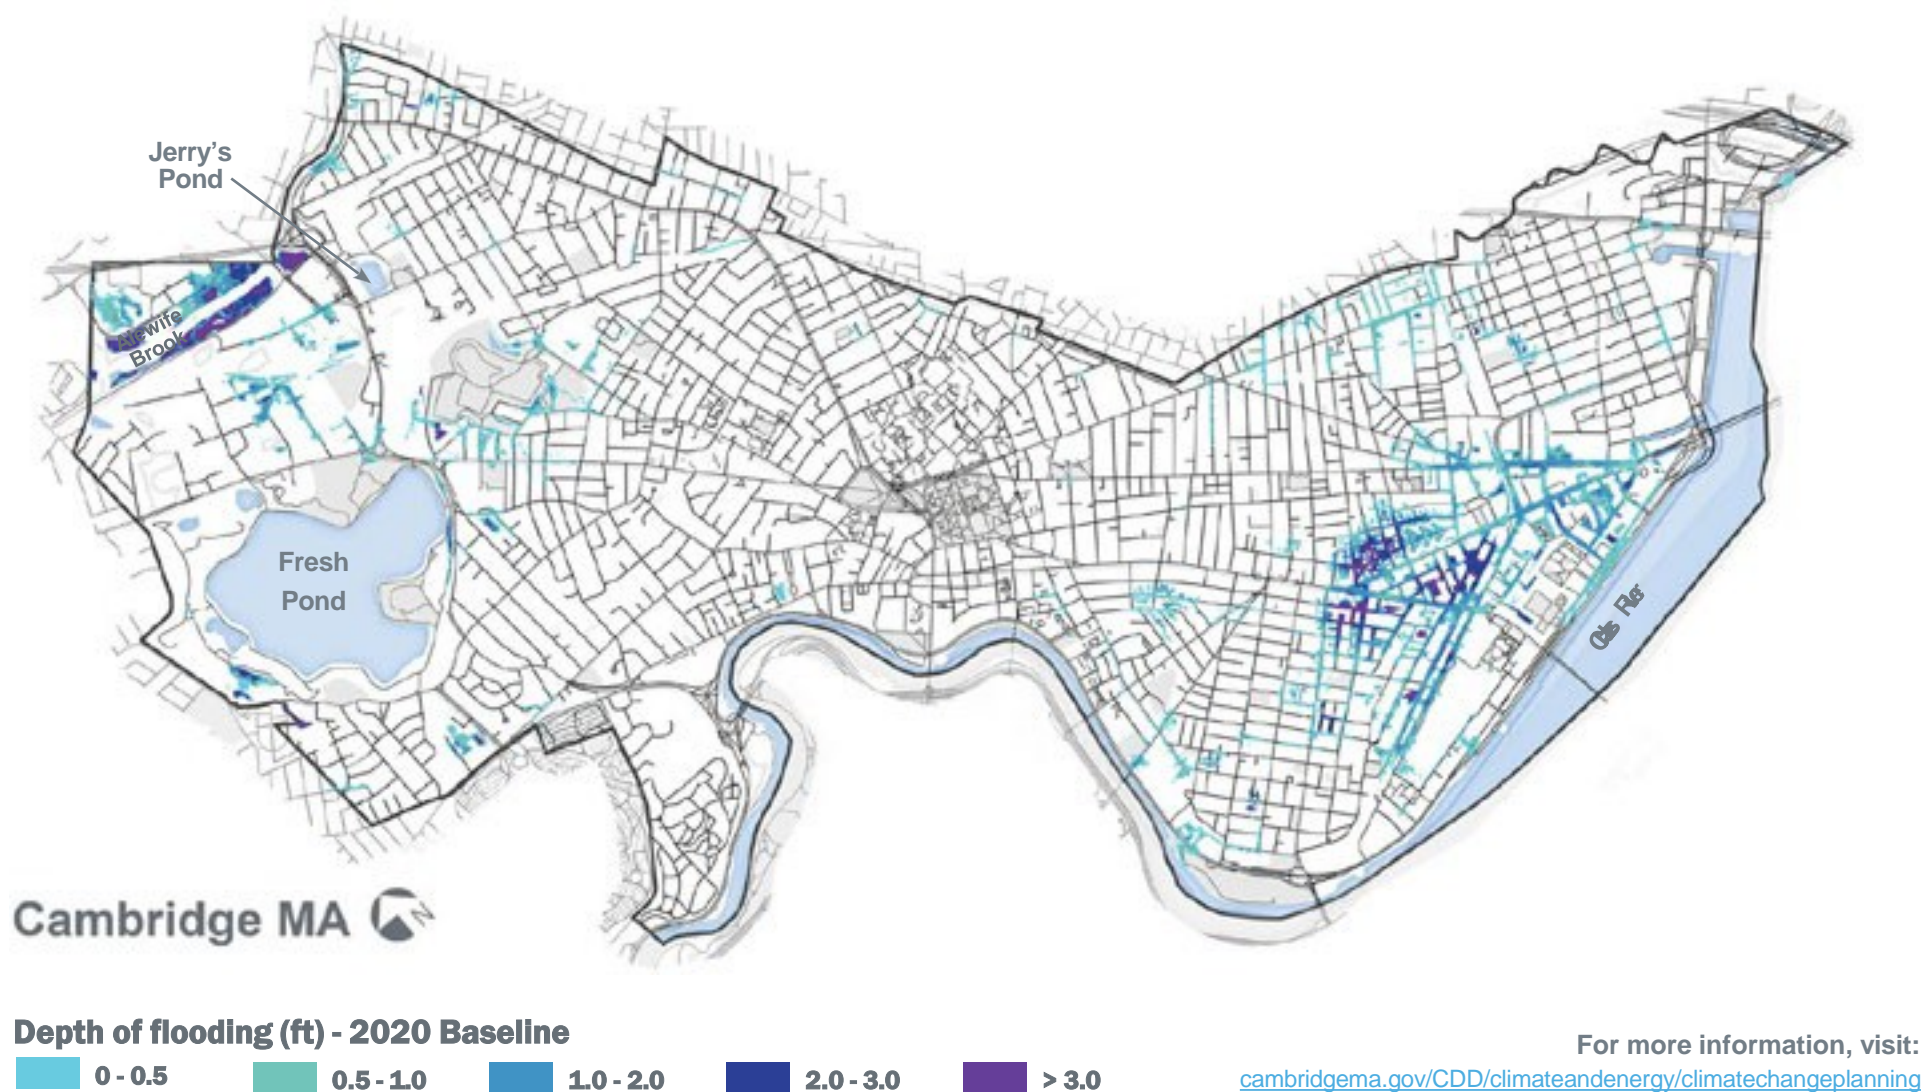 Jerry's
Pond
Alewife
Brook
Fresh
Pond
Cambridge MA
N
Depth of flooding (ft) - 2020 Baseline
0 - 0.5
0.5 - 1.0
1.0 - 2.0
2.0 - 3.0
> 3.0
For more information, visit:
cambridgema.gov/CDD/climateandenergy/climatechangeplanning